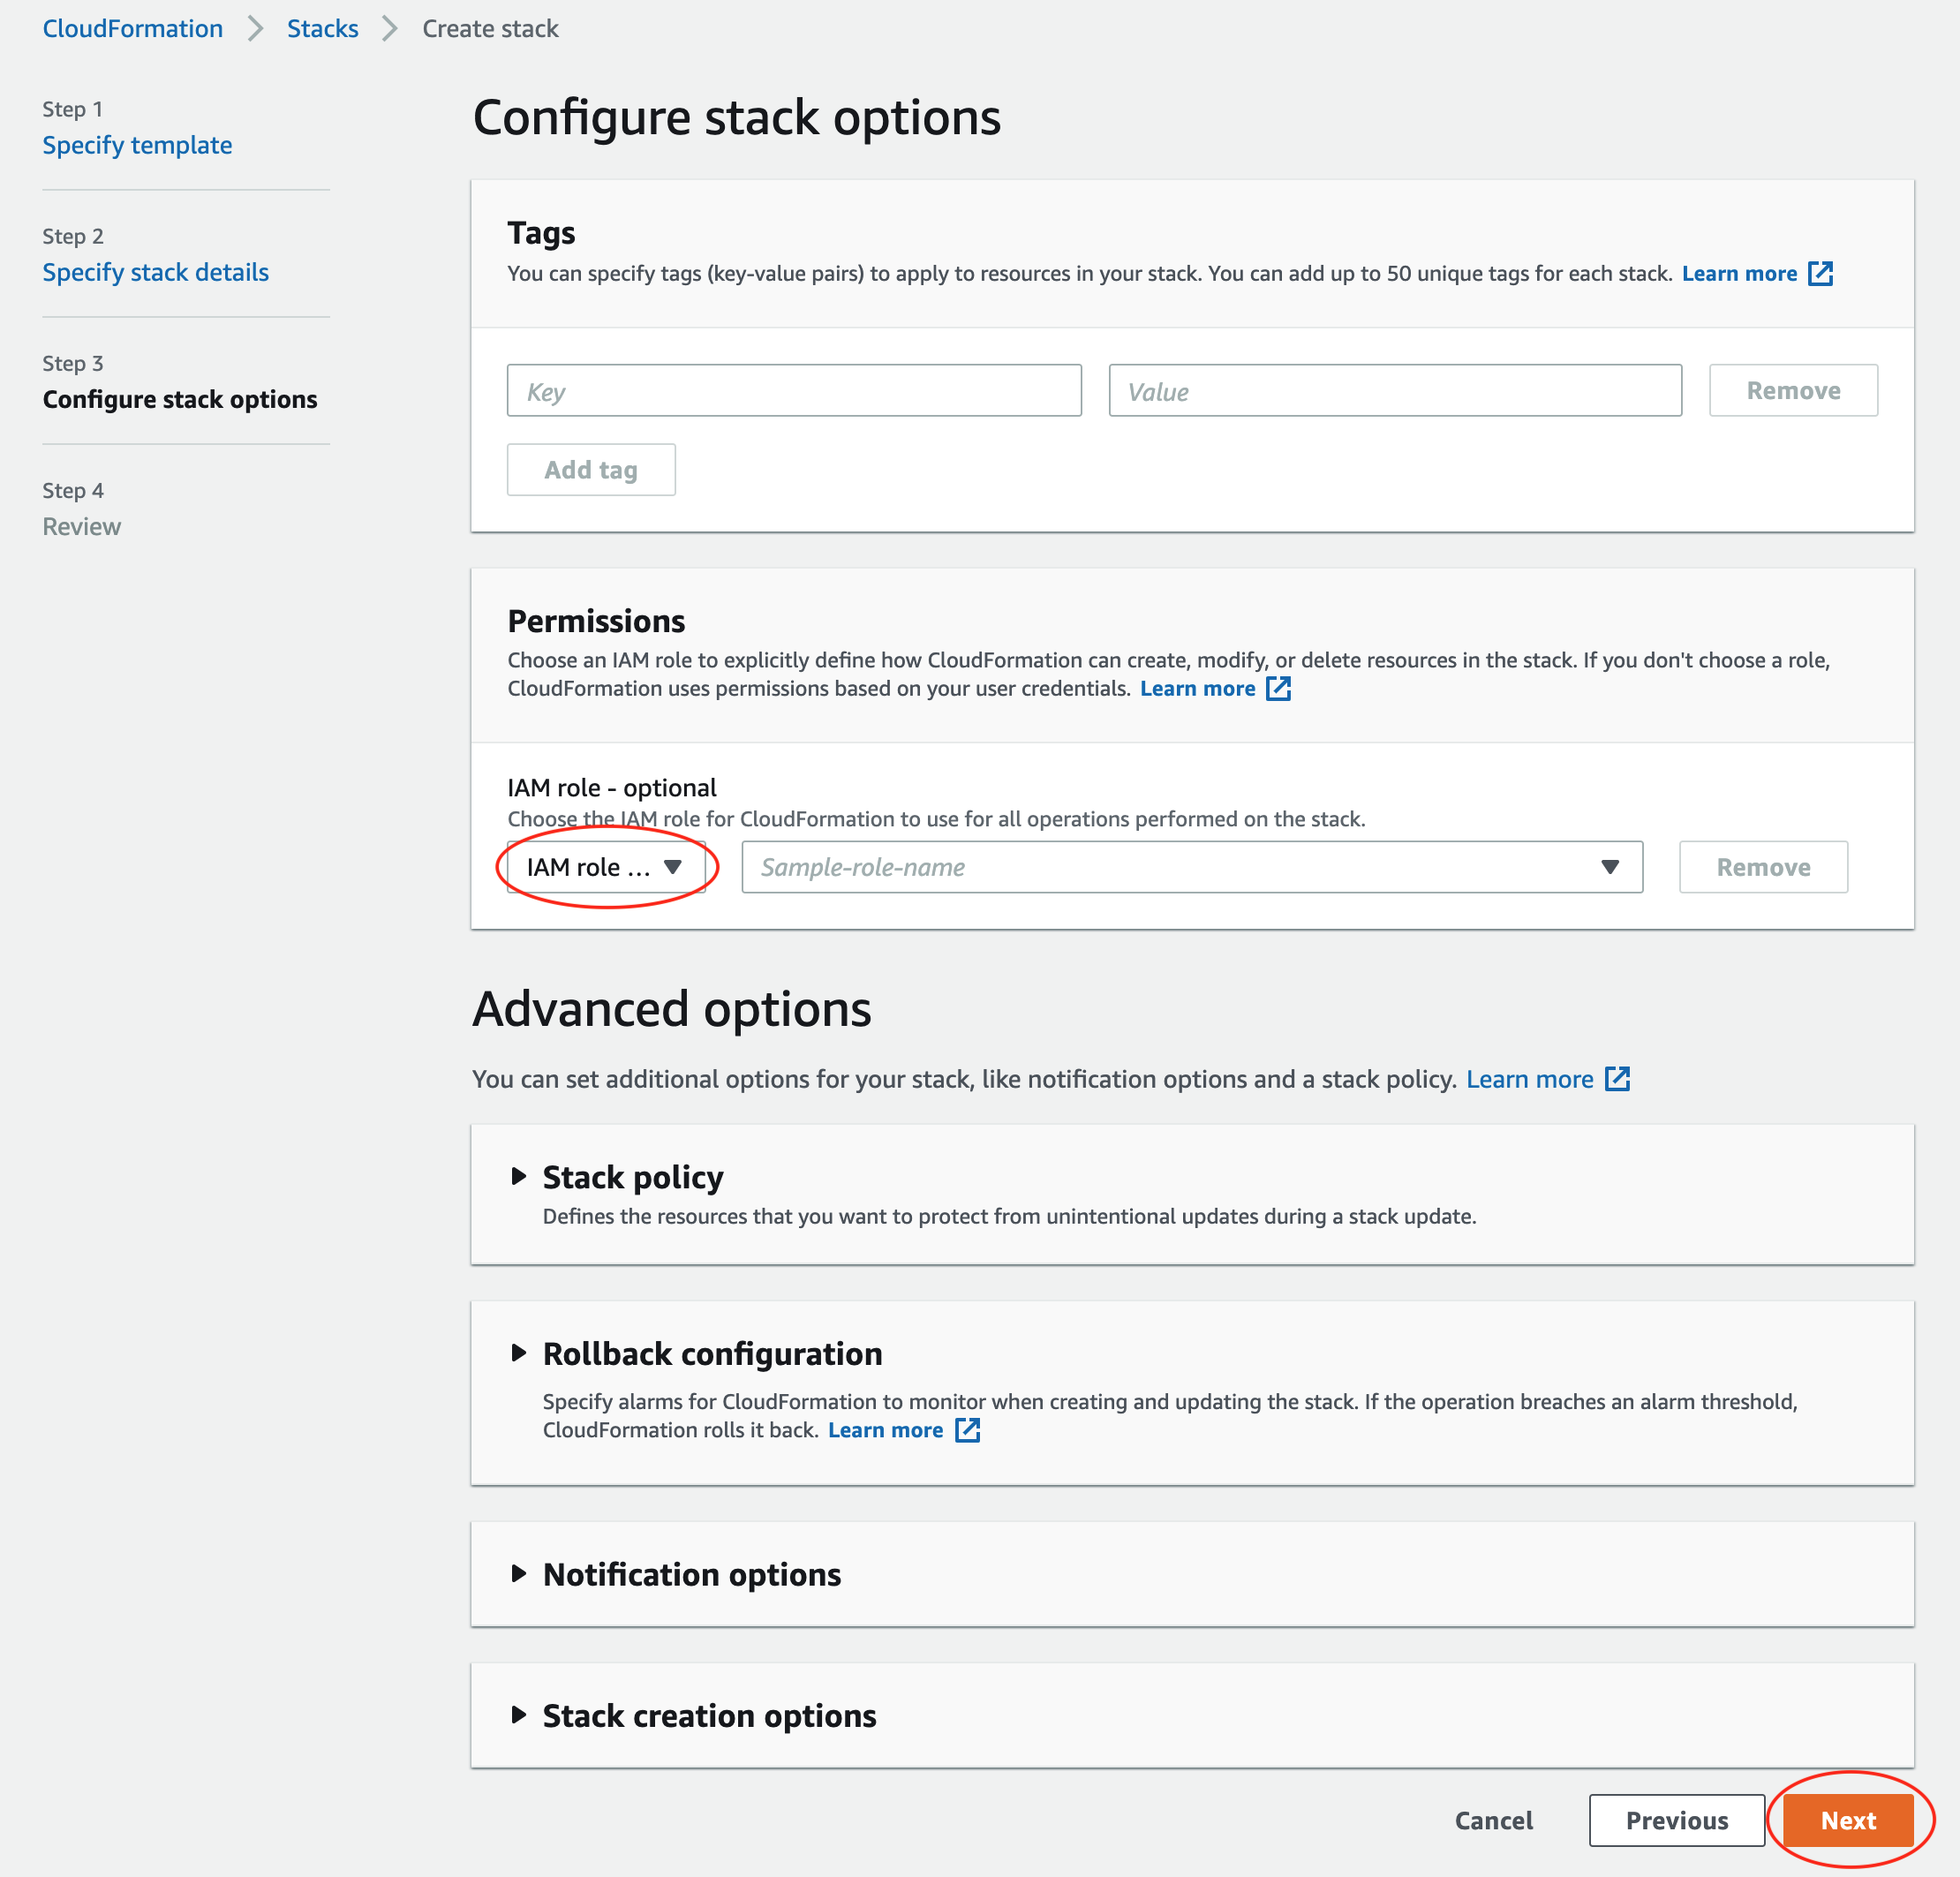 CloudFormation > Stacks > Create stack
Step 1
Specify template
Step 2
Specify stack details
Step 3
Configure stack options
Step 4
Review
Configure stack options
Tags
You can specify tags (key-value pairs) to apply to resources in your stack. You can add up to 50 unique tags for each stack. Learn more
Key Value Remove
Add tag
Permissions
Choose an IAM role to explicitly define how CloudFormation can create, modify, or delete resources in the stack. If you don't choose a role,
CloudFormation uses permissions based on your user credentials. Learn more
IAM role - optional
Choose the IAM role for CloudFormation to use for all operations performed on the stack.
IAM role ... Sample-role-name Remove
Advanced options
You can set additional options for your stack, like notification options and a stack policy. Learn more
Stack policy
Defines the resources that you want to protect from unintentional updates during a stack update.
Rollback configuration
Specify alarms for CloudFormation to monitor when creating and updating the stack. If the operation breaches an alarm threshold,
CloudFormation rolls it back. Learn more
Notification options
Stack creation options
Cancel Previous Next